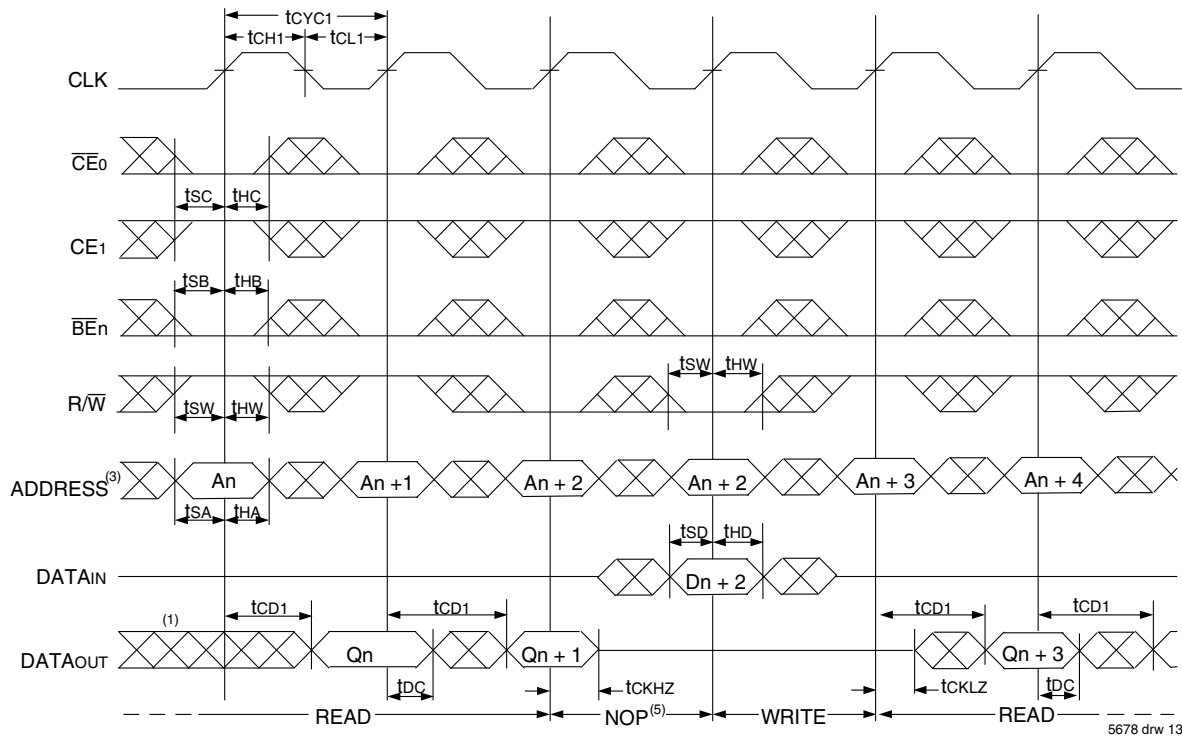 tCYC1
tCH1 tCL1
CLK
CE0
tSC tHC
CE1
tSB tHB
BEn
tSW tHW
R/W
tSW tHW
ADDRESS(3) An An +1 An + 2 An + 2 An + 3 An + 4
tSA tHA
tSD tHD
DATAIN Dn + 2
(1) tCD1 tCD1 tCD1 tCD1
DATAOUT Qn Qn + 1 Qn + 3
tDC tCKHZ tCKLZ tDC
READ NOP(5) WRITE READ
5678 drw 13